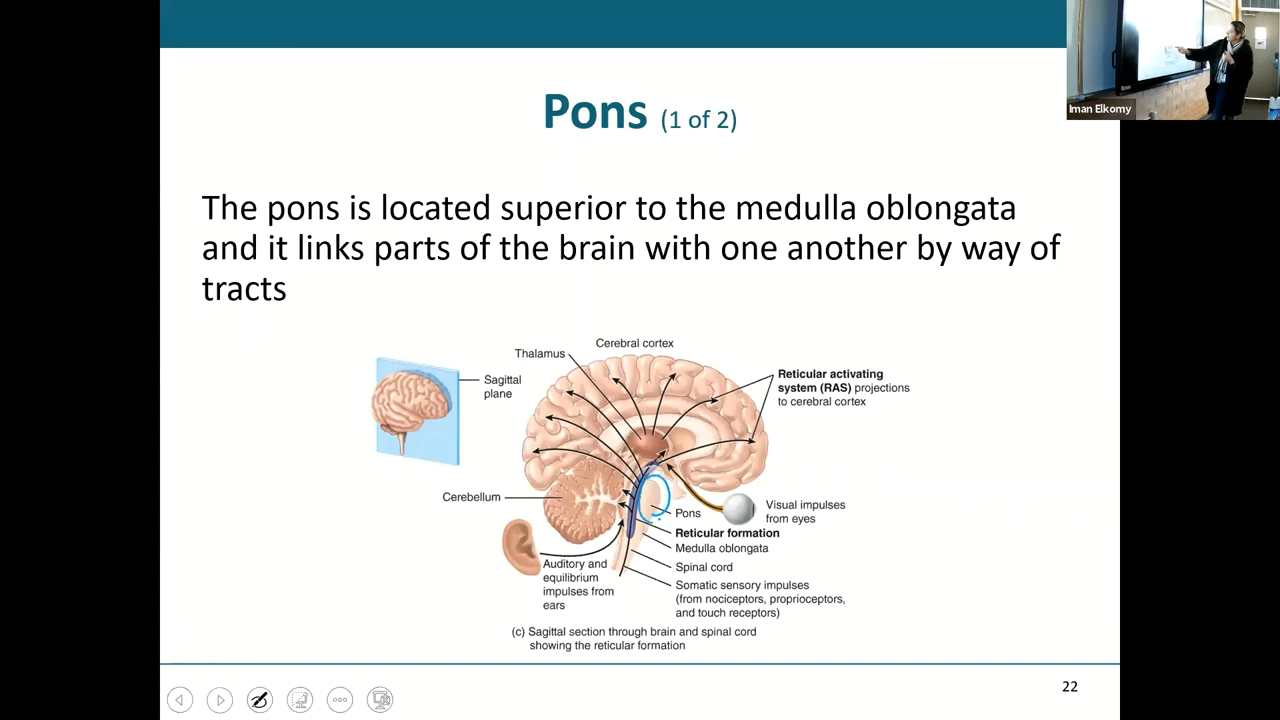 Iman Elkomy
Pons (1 of 2)
The pons is located superior to the medulla oblongata
and it links parts of the brain with one another by way of
tracts
Cerebral cortex
Thalamus
Sagittal
plane
Reticular activating
system (RAS) projections
to cerebral cortex
Cerebellum
Visual impulses
from eyes
Pons
Reticular formation
Medulla oblongata
Spinal cord
Auditory and
equilibrium
impulses from
ears
Somatic sensory impulses
(from nociceptors, proprioceptors,
and touch receptors)
(c) Sagittal section through brain and spinal cord
showing the reticular formation
22